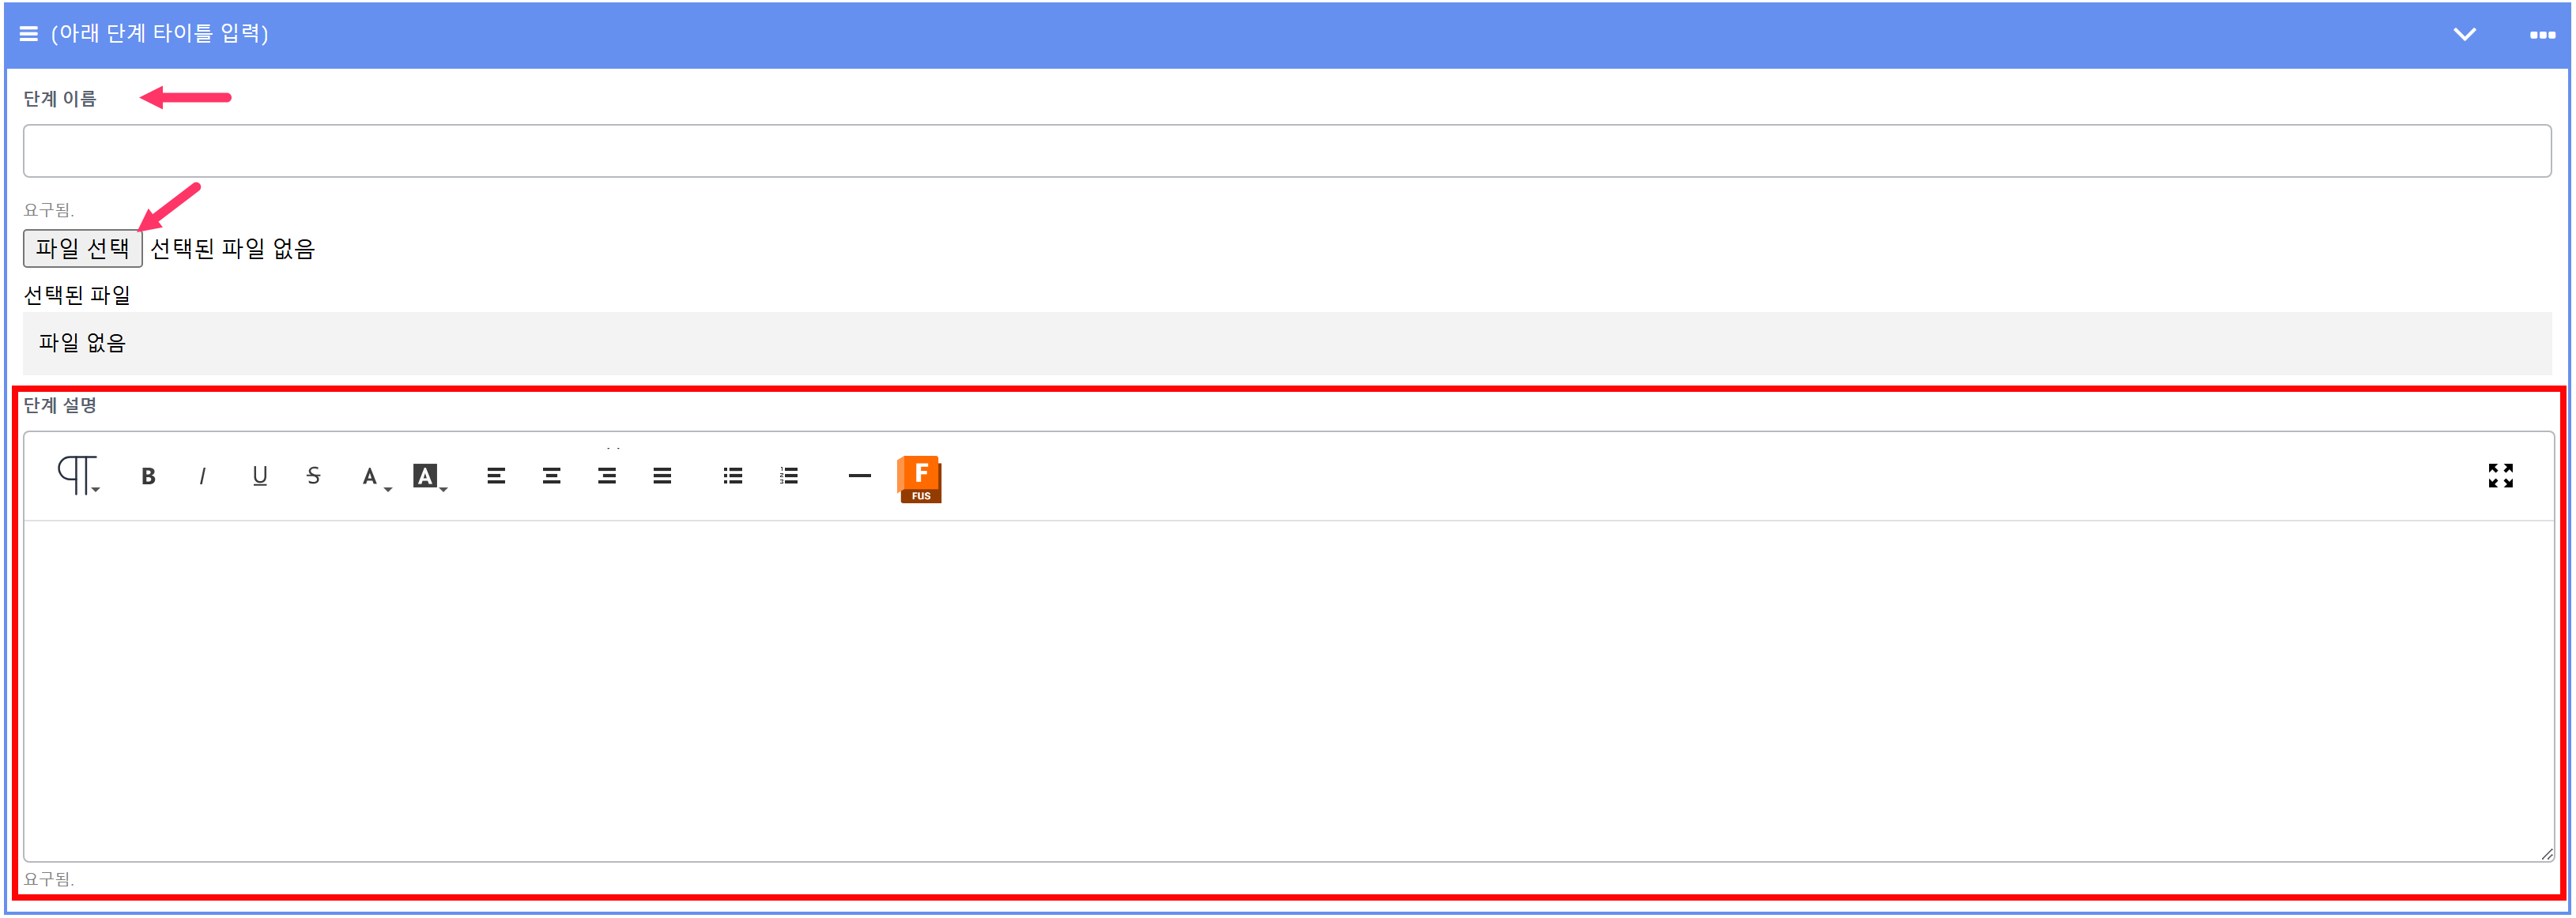 (아래 단계 타이틀 입력)
단계 이름
요구됨.
파일 선택 선택된 파일 없음
선택된 파일
파일 없음
단계 설명
B I U S A A F FUS
요구됨.